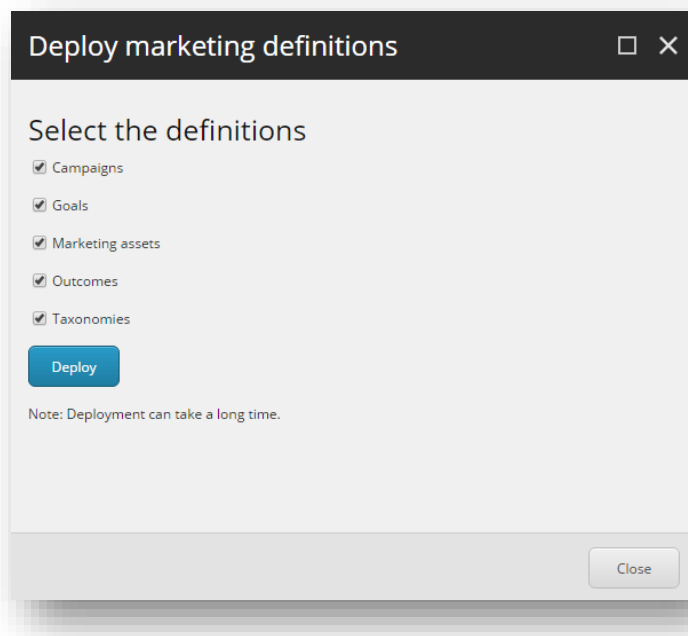 Deploy marketing definitions
Select the definitions
Campaigns
Goals
Marketing assets
Outcomes
Taxonomies
Deploy
Note: Deployment can take a long time.
Close